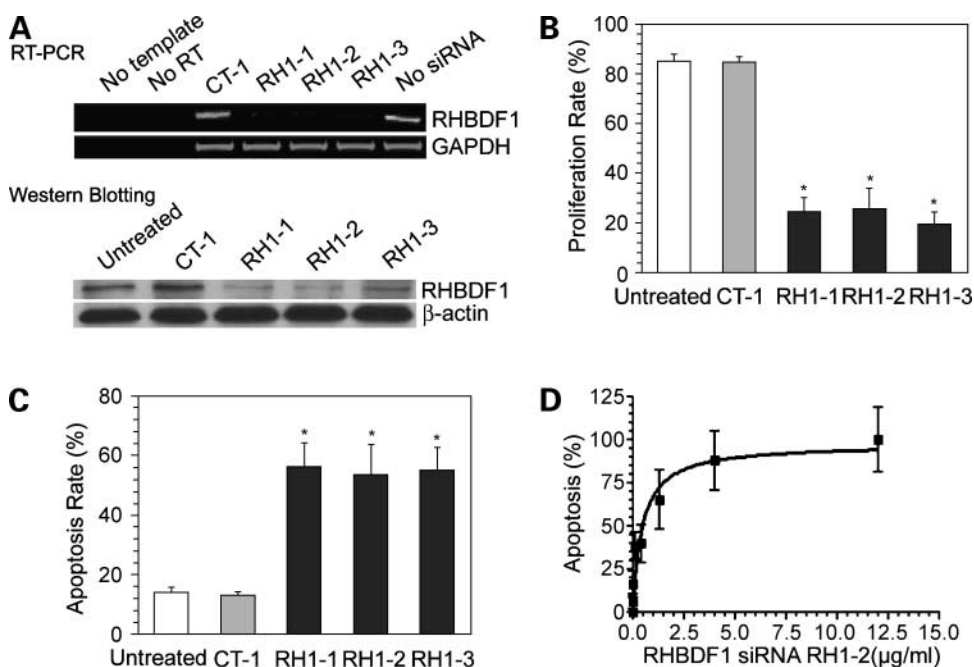 A
RT-PCR
No template
No RT
CT-1
RH1-1
RH1-2
RH1-3
No siRNA
RHBDF1
GAPDH
Western Blotting
Untreated
CT-1
RH1-1
RH1-2
RH1-3
RHBDF1
β-actin
B
Proliferation Rate (%)
100
80
60
40
20
0
* * *
Untreated CT-1 RH1-1 RH1-2 RH1-3
C
Apoptosis Rate (%)
80
60
40
20
0
* * *
Untreated CT-1 RH1-1 RH1-2 RH1-3
D
Apoptosis (%)
125
100
75
50
25
0
0.0 2.5 5.0 7.5 10.0 12.5 15.0
RHBDF1 siRNA RH1-2(µg/ml)